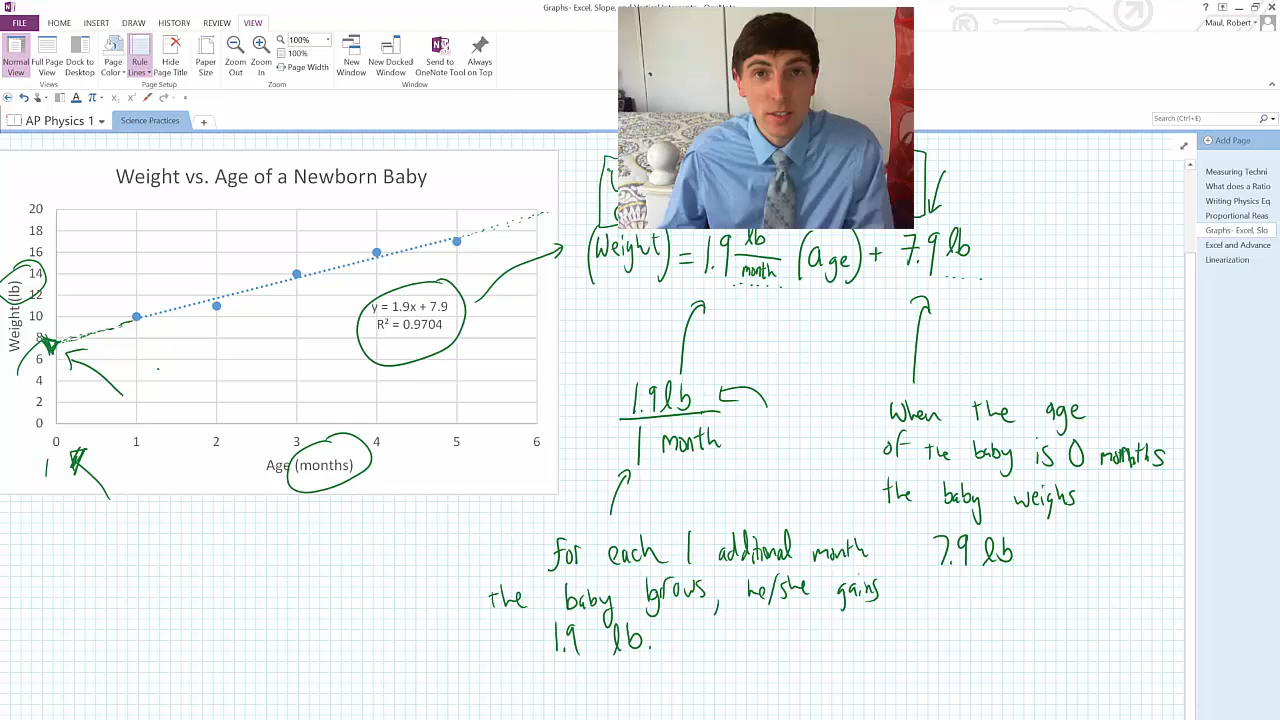 Graphs- Excel, Slope, and Vertical Intercepts - OneNote
FILE HOME INSERT DRAW HISTORY REVIEW VIEW
Maul, Robert
Normal View
Full Page View
Dock to Desktop
Page Color
Rule Lines
Hide Page Title
Paper Size
Zoom Out
Zoom In
100%
100%
Page Width
New Window
New Docked Window
Send to OneNote Tool
Always on Top
Views
Page Setup
Zoom
Window
AP Physics 1
Science Practices
Search (Ctrl+E)
Add Page
Measuring Techni
What does a Ratio
Writing Physics Eq
Proportional Reas
Graphs- Excel, Slo
Excel and Advance
Linearization
Weight vs. Age of a Newborn Baby
20
18
16
14
12
10
8
6
4
2
0
Weight (lb)
y = 1.9x + 7.9
R² = 0.9704
0 1 2 3 4 5 6
Age (months)
(Weight) = 1.9 lb/month (age) + 7.9 lb
1.9 lb
1 month
When the age
of the baby is 0 months
the baby weighs
7.9 lb
for each 1 additional month
the baby grows, he/she gains
1.9 lb.